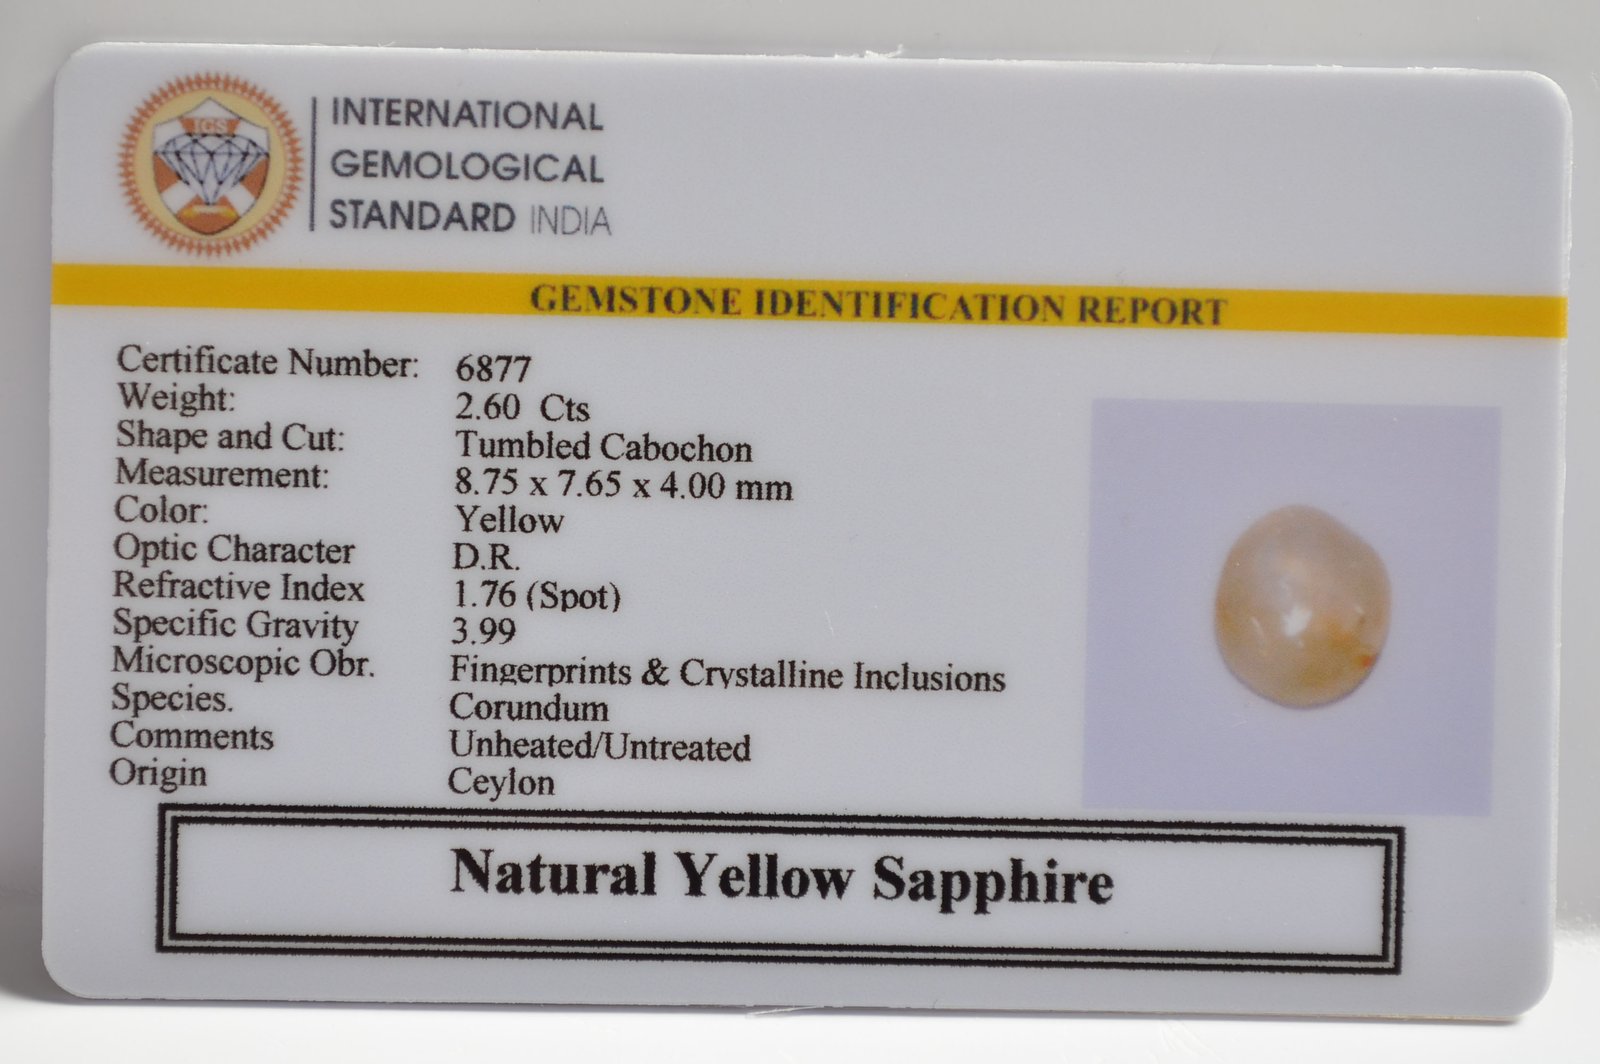 IGS
INTERNATIONAL
GEMOLOGICAL
STANDARD INDIA
GEMSTONE IDENTIFICATION REPORT
Certificate Number: 6877
Weight: 2.60 Cts
Shape and Cut: Tumbled Cabochon
Measurement: 8.75 x 7.65 x 4.00 mm
Color: Yellow
Optic Character D.R.
Refractive Index 1.76 (Spot)
Specific Gravity 3.99
Microscopic Obr. Fingerprints & Crystalline Inclusions
Species. Corundum
Comments Unheated/Untreated
Origin Ceylon
Natural Yellow Sapphire